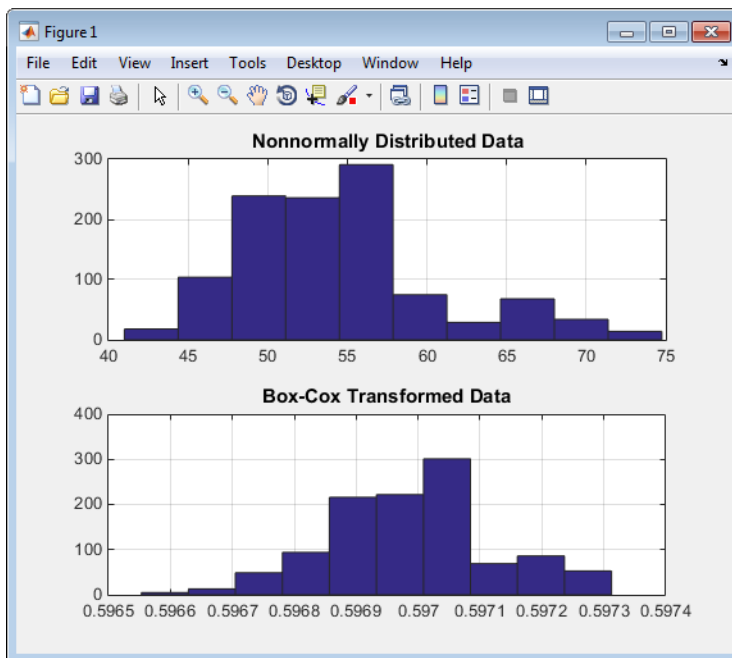 Figure 1
File Edit View Insert Tools Desktop Window Help
Nonnormally Distributed Data
300
200
100
0
40 45 50 55 60 65 70 75
Box-Cox Transformed Data
400
300
200
100
0
0.5965 0.5966 0.5967 0.5968 0.5969 0.597 0.5971 0.5972 0.5973 0.5974